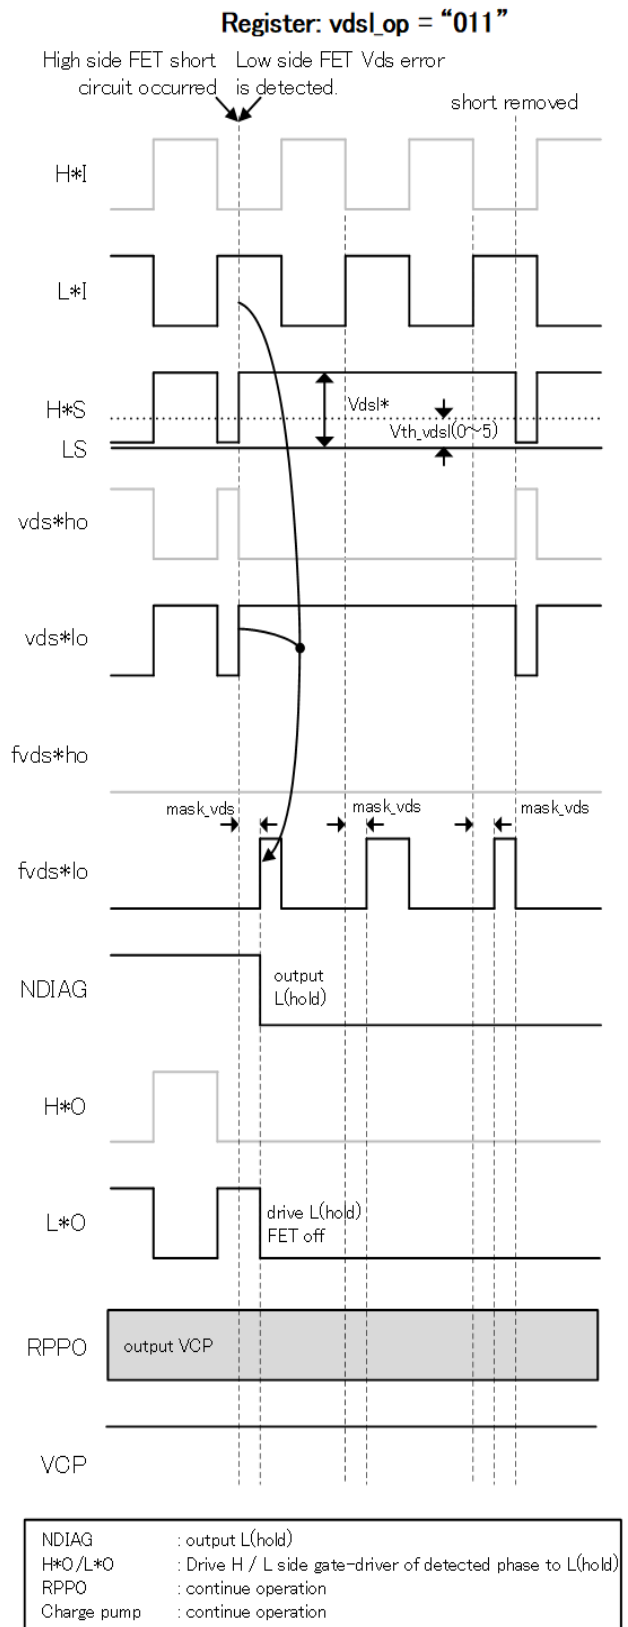 Register: vdsl_op = “011”
High side FET short
circuit occurred
Low side FET Vds error
is detected.
short removed
H*I
L*I
H*S
Vdsl*
Vth_vdsl(0~5)
LS
vds*ho
vds*lo
fvds*ho
mask_vds
mask_vds
mask_vds
fvds*lo
NDIAG
output
L(hold)
H*O
L*O
drive L(hold)
FET off
RPPO
output VCP
VCP
NDIAG : output L(hold)
H*O/L*O : Drive H / L side gate-driver of detected phase to L(hold)
RPPO : continue operation
Charge pump : continue operation